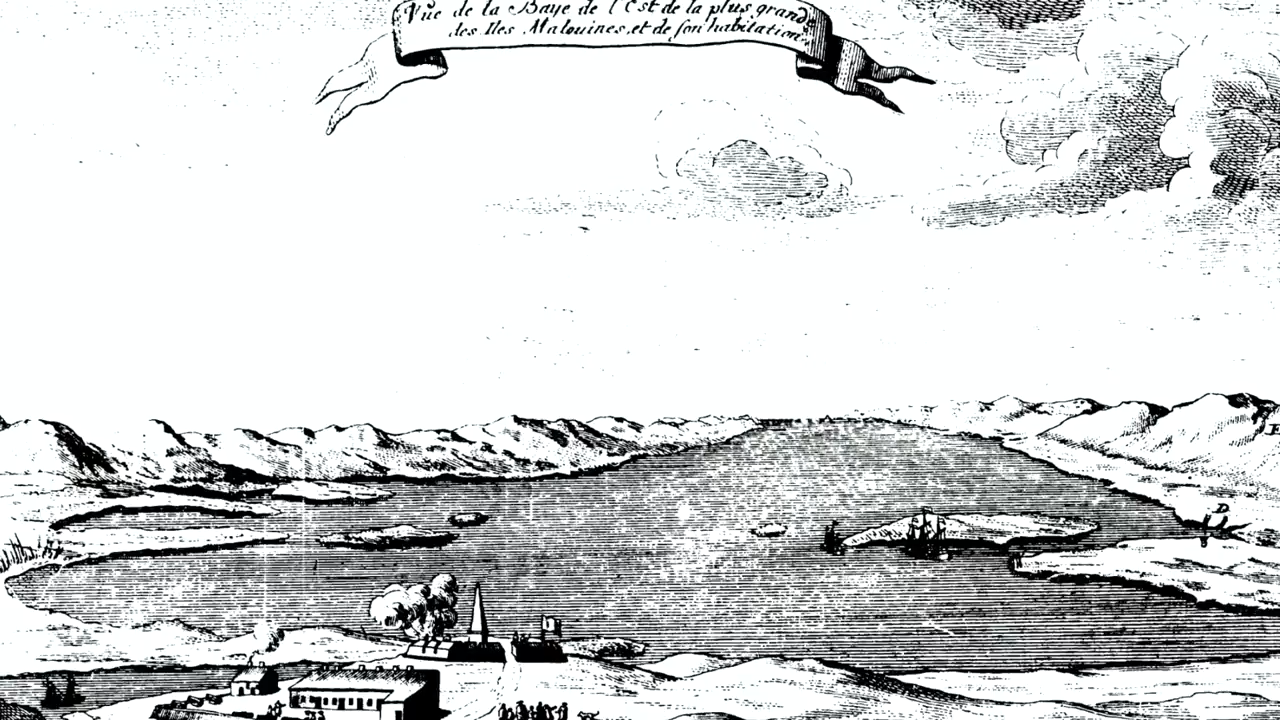 Vue de la Baye de l'Est de la plus grande
des Iles Malouines, et de son habitation.
D
E